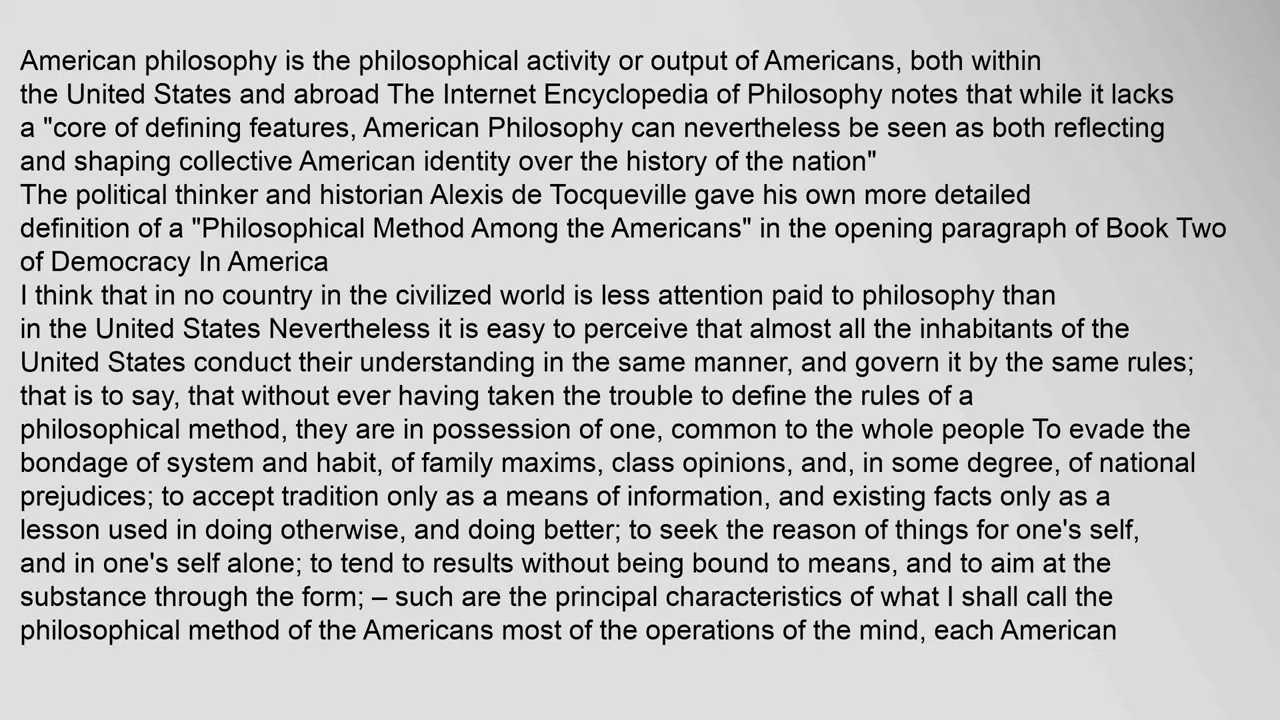 American philosophy is the philosophical activity or output of Americans, both within
the United States and abroad The Internet Encyclopedia of Philosophy notes that while it lacks
a "core of defining features, American Philosophy can nevertheless be seen as both reflecting
and shaping collective American identity over the history of the nation"
The political thinker and historian Alexis de Tocqueville gave his own more detailed
definition of a "Philosophical Method Among the Americans" in the opening paragraph of Book Two
of Democracy In America
I think that in no country in the civilized world is less attention paid to philosophy than
in the United States Nevertheless it is easy to perceive that almost all the inhabitants of the
United States conduct their understanding in the same manner, and govern it by the same rules;
that is to say, that without ever having taken the trouble to define the rules of a
philosophical method, they are in possession of one, common to the whole people To evade the
bondage of system and habit, of family maxims, class opinions, and, in some degree, of national
prejudices; to accept tradition only as a means of information, and existing facts only as a
lesson used in doing otherwise, and doing better; to seek the reason of things for one's self,
and in one's self alone; to tend to results without being bound to means, and to aim at the
substance through the form; – such are the principal characteristics of what I shall call the
philosophical method of the Americans most of the operations of the mind, each American